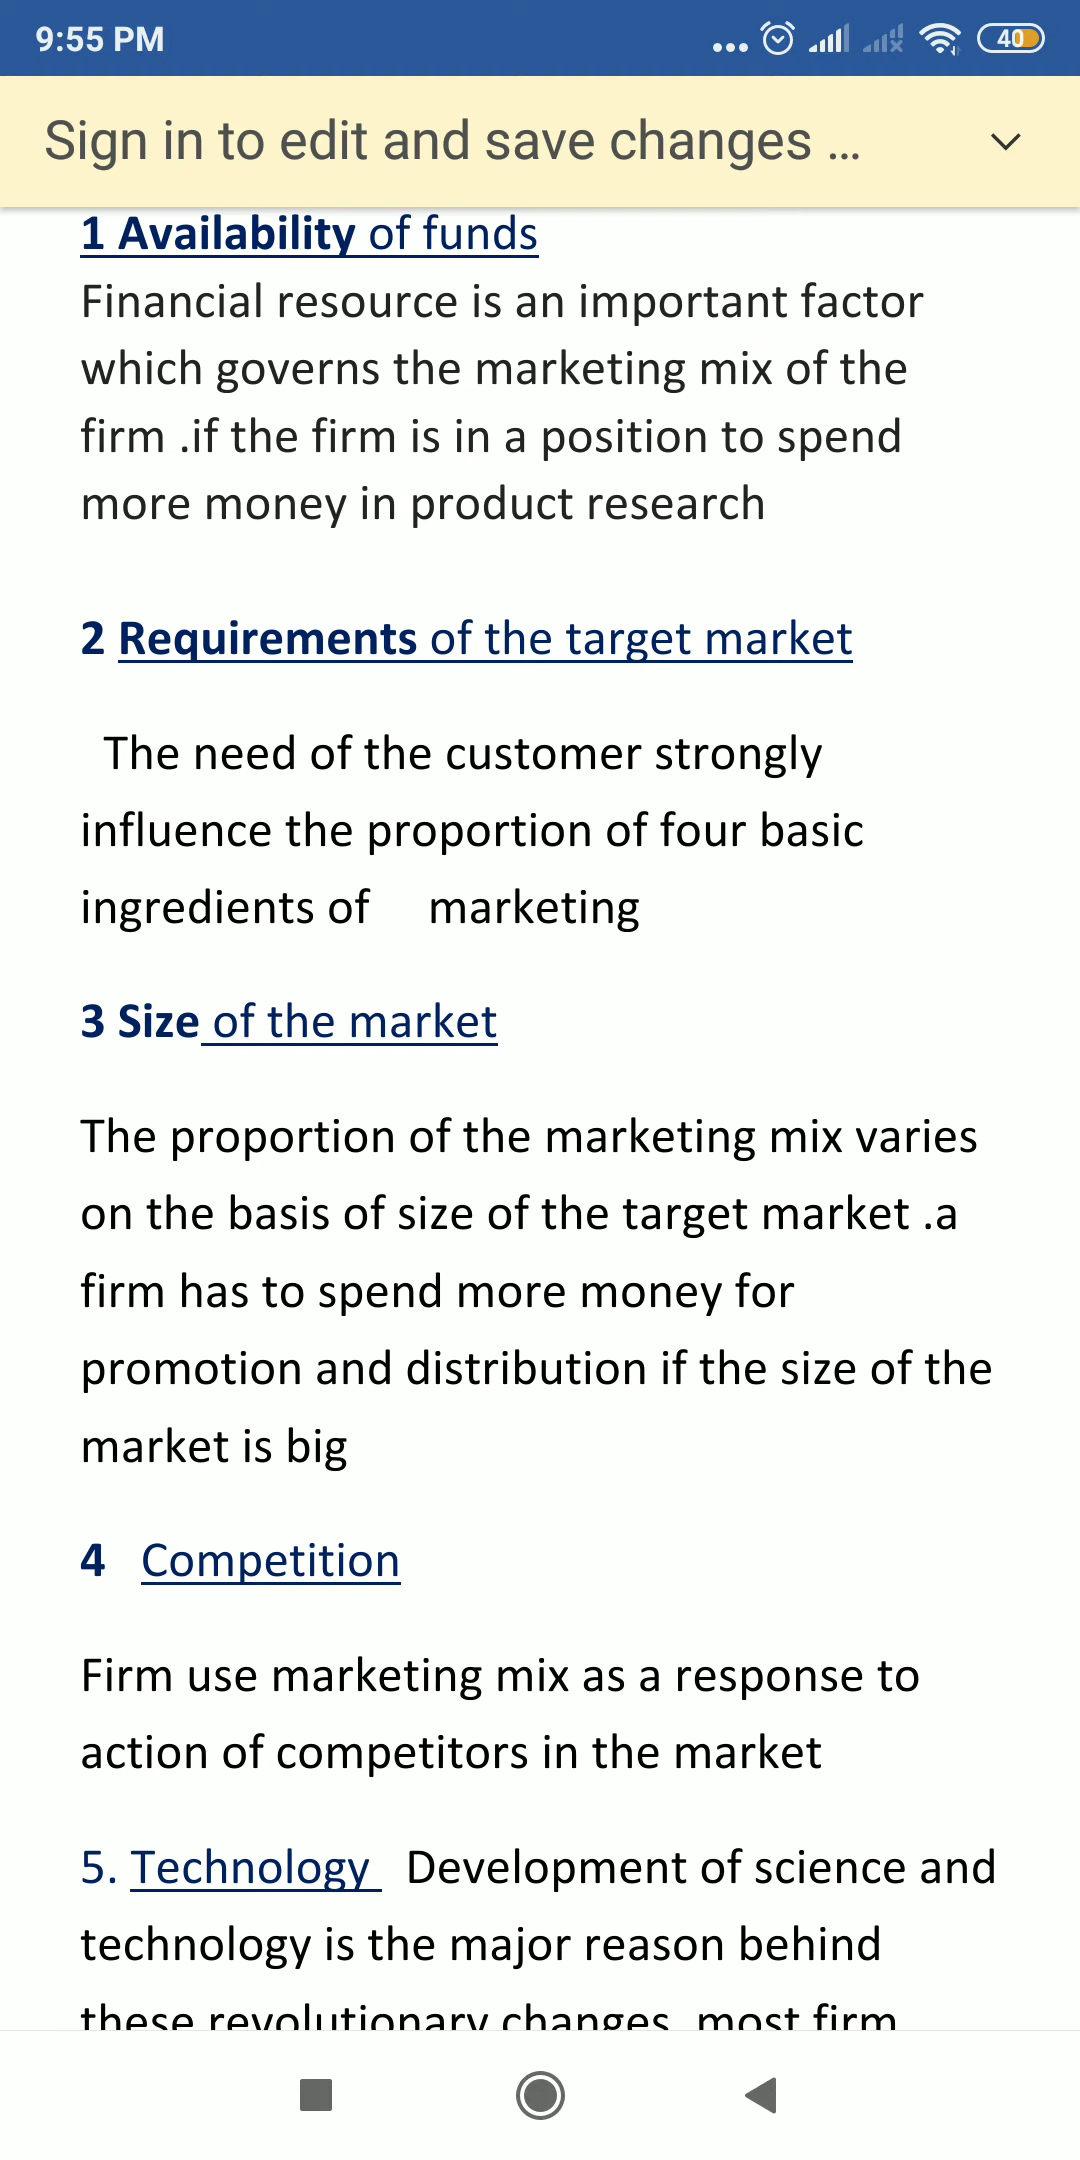 9:55 PM
40
Sign in to edit and save changes ...
1 Availability of funds
Financial resource is an important factor
which governs the marketing mix of the
firm .if the firm is in a position to spend
more money in product research
2 Requirements of the target market
The need of the customer strongly
influence the proportion of four basic
ingredients of marketing
3 Size of the market
The proportion of the marketing mix varies
on the basis of size of the target market .a
firm has to spend more money for
promotion and distribution if the size of the
market is big
4 Competition
Firm use marketing mix as a response to
action of competitors in the market
5. Technology Development of science and
technology is the major reason behind
these revolutionary changes most firm